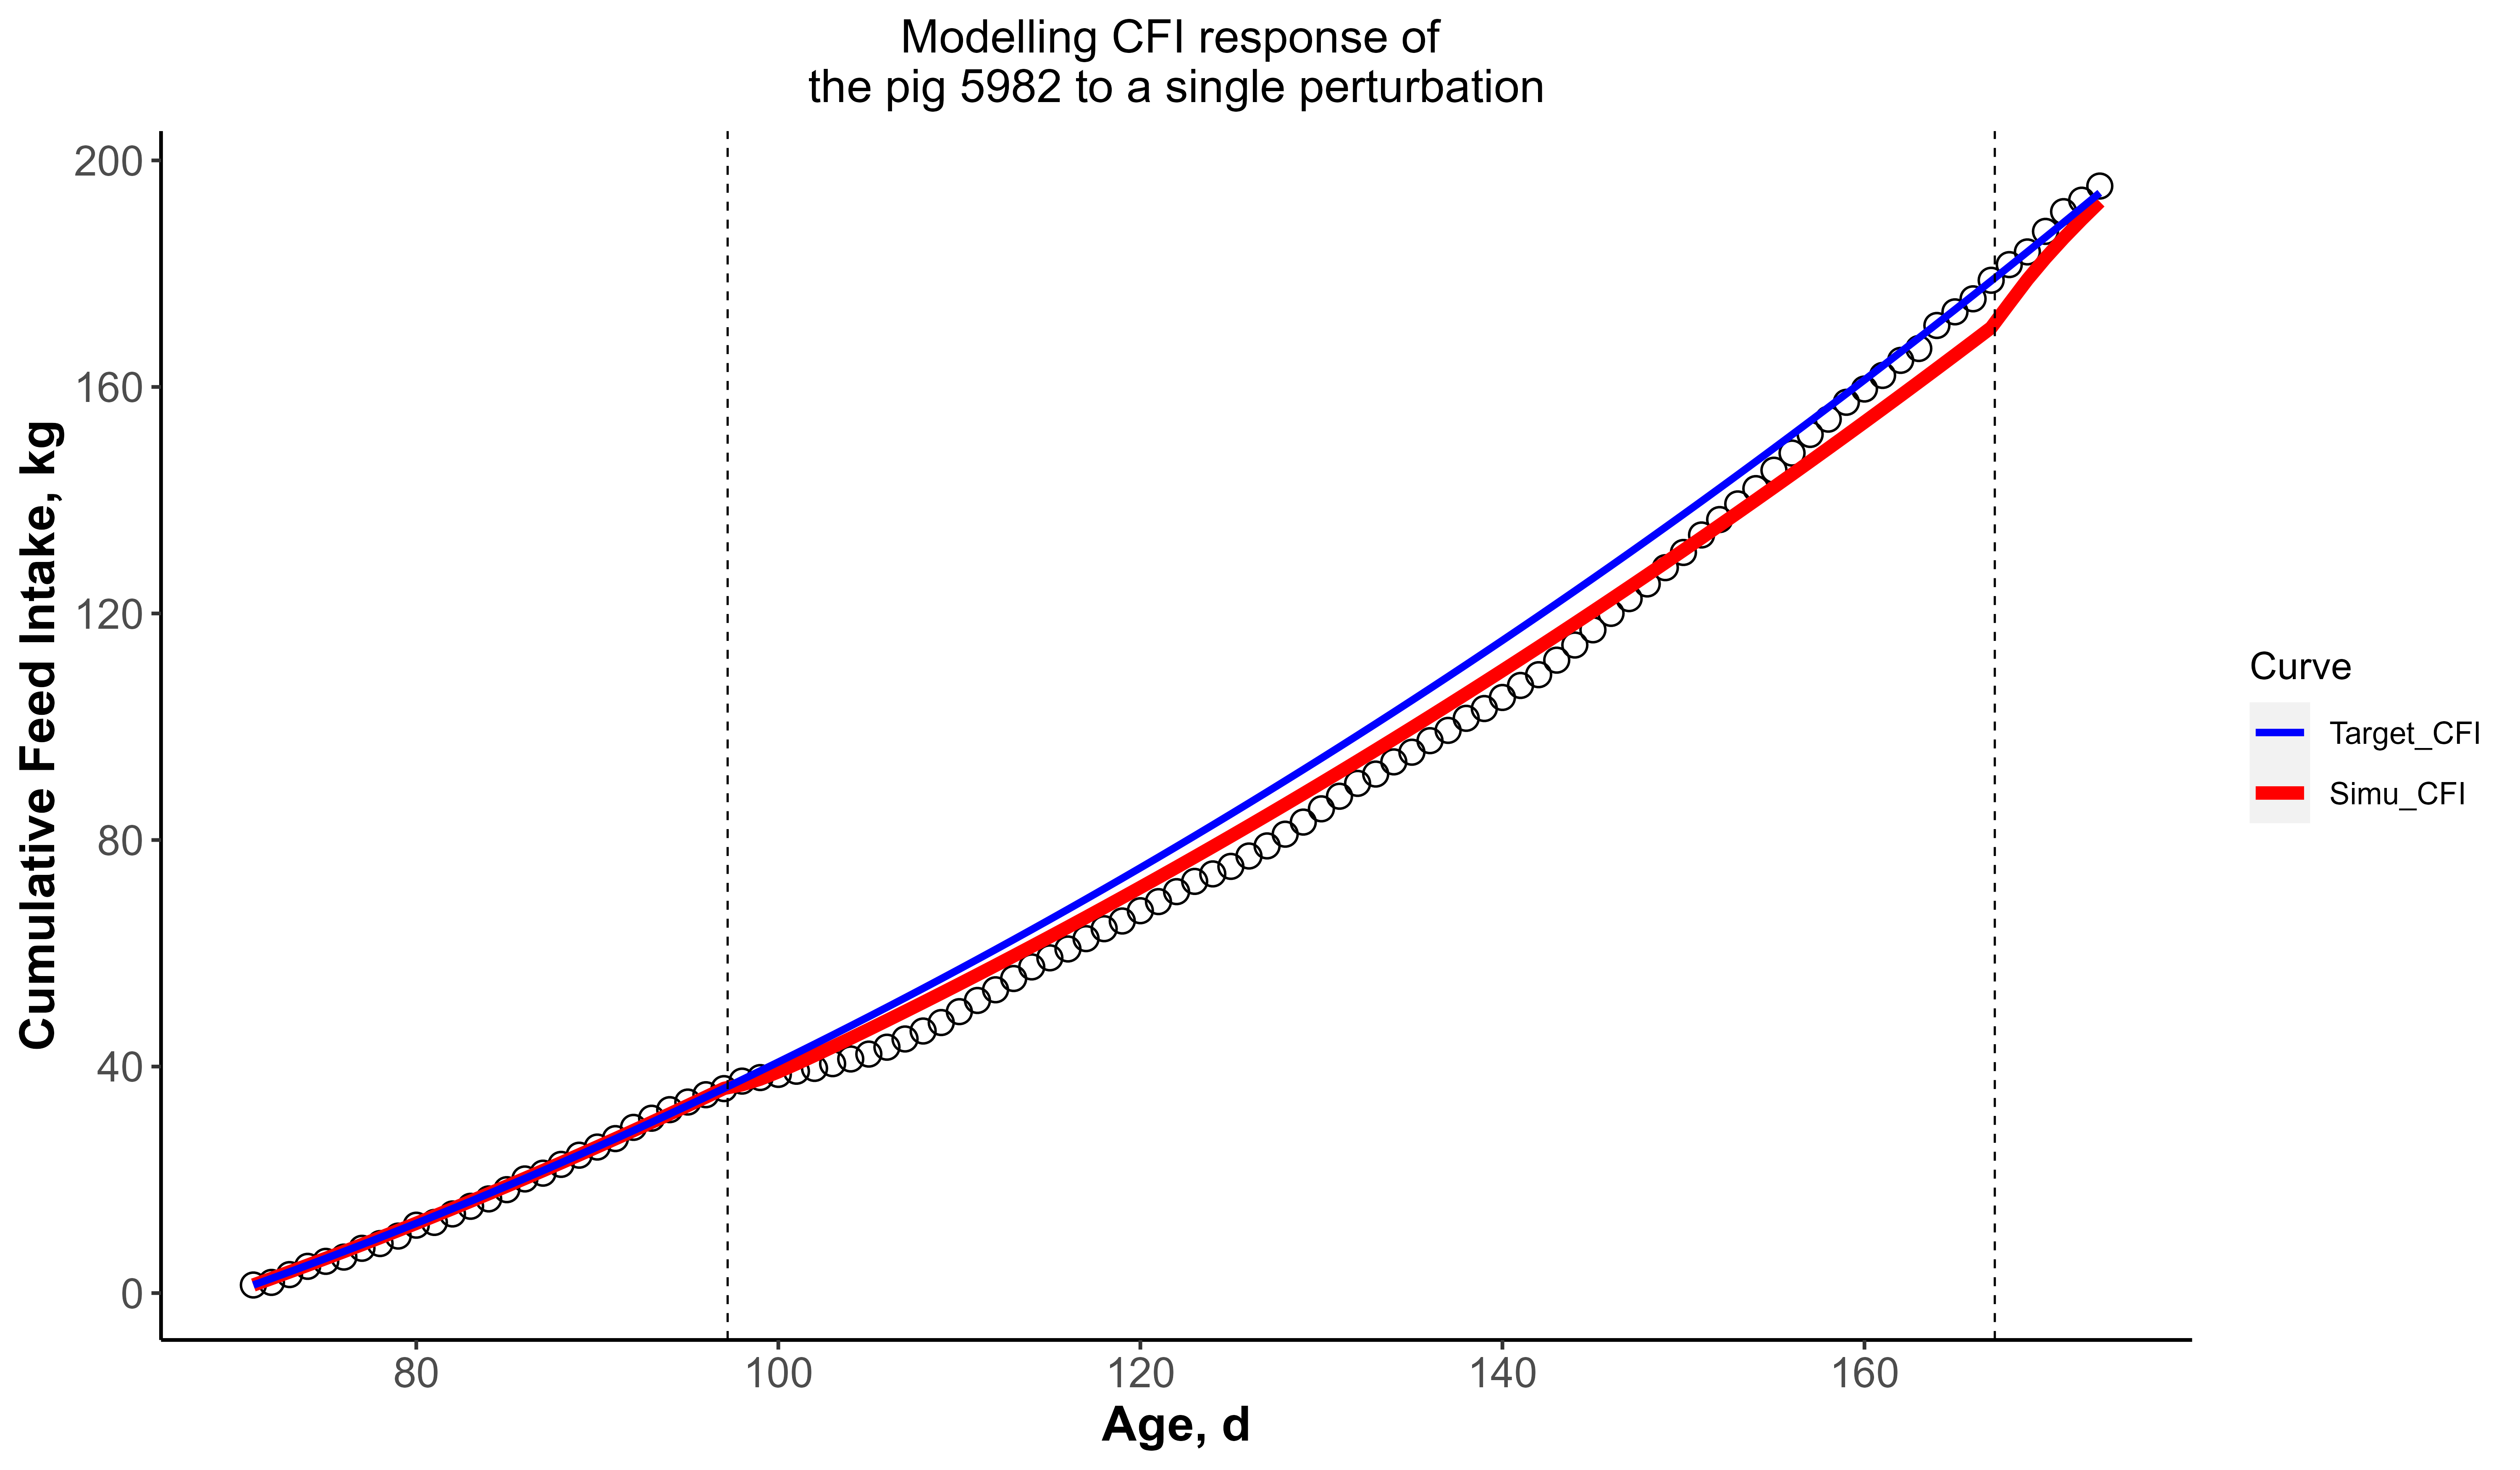 Modelling CFI response of
the pig 5982 to a single perturbation
200
160
120
80
40
0
Cumulative Feed Intake, kg
80 100 120 140 160
Age, d
Curve
Target_CFI
Simu_CFI